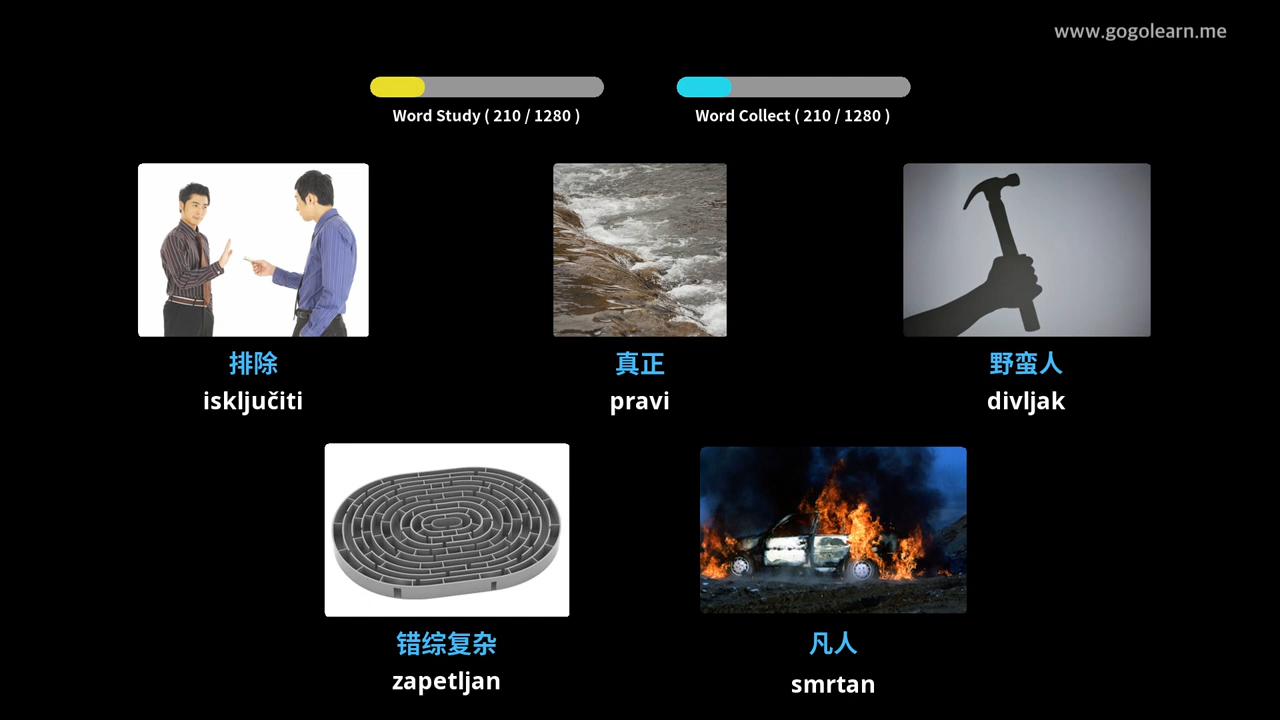 www.gogolearn.me
Word Study ( 210 / 1280 )
Word Collect ( 210 / 1280 )
排除
isključiti
真正
pravi
野蛮人
divljak
错综复杂
zapetljan
凡人
smrtan